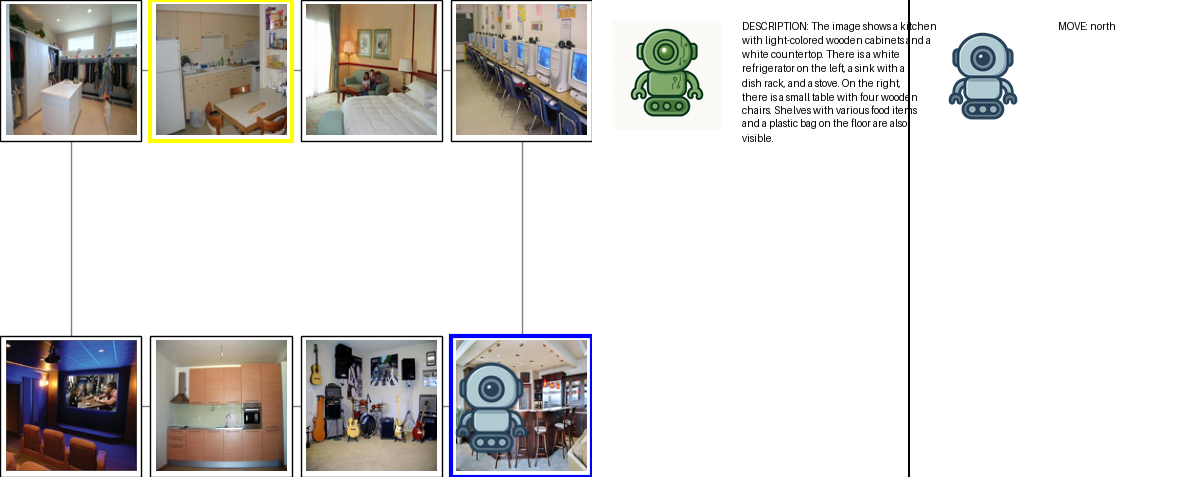 DESCRIPTION: The image shows a kitchen
with light-colored wooden cabinets and a
white countertop. There is a white
refrigerator on the left, a sink with a
dish rack, and a stove. On the right,
there is a small table with four wooden
chairs. Shelves with various food items
and a plastic bag on the floor are also
visible.
MOVE: north